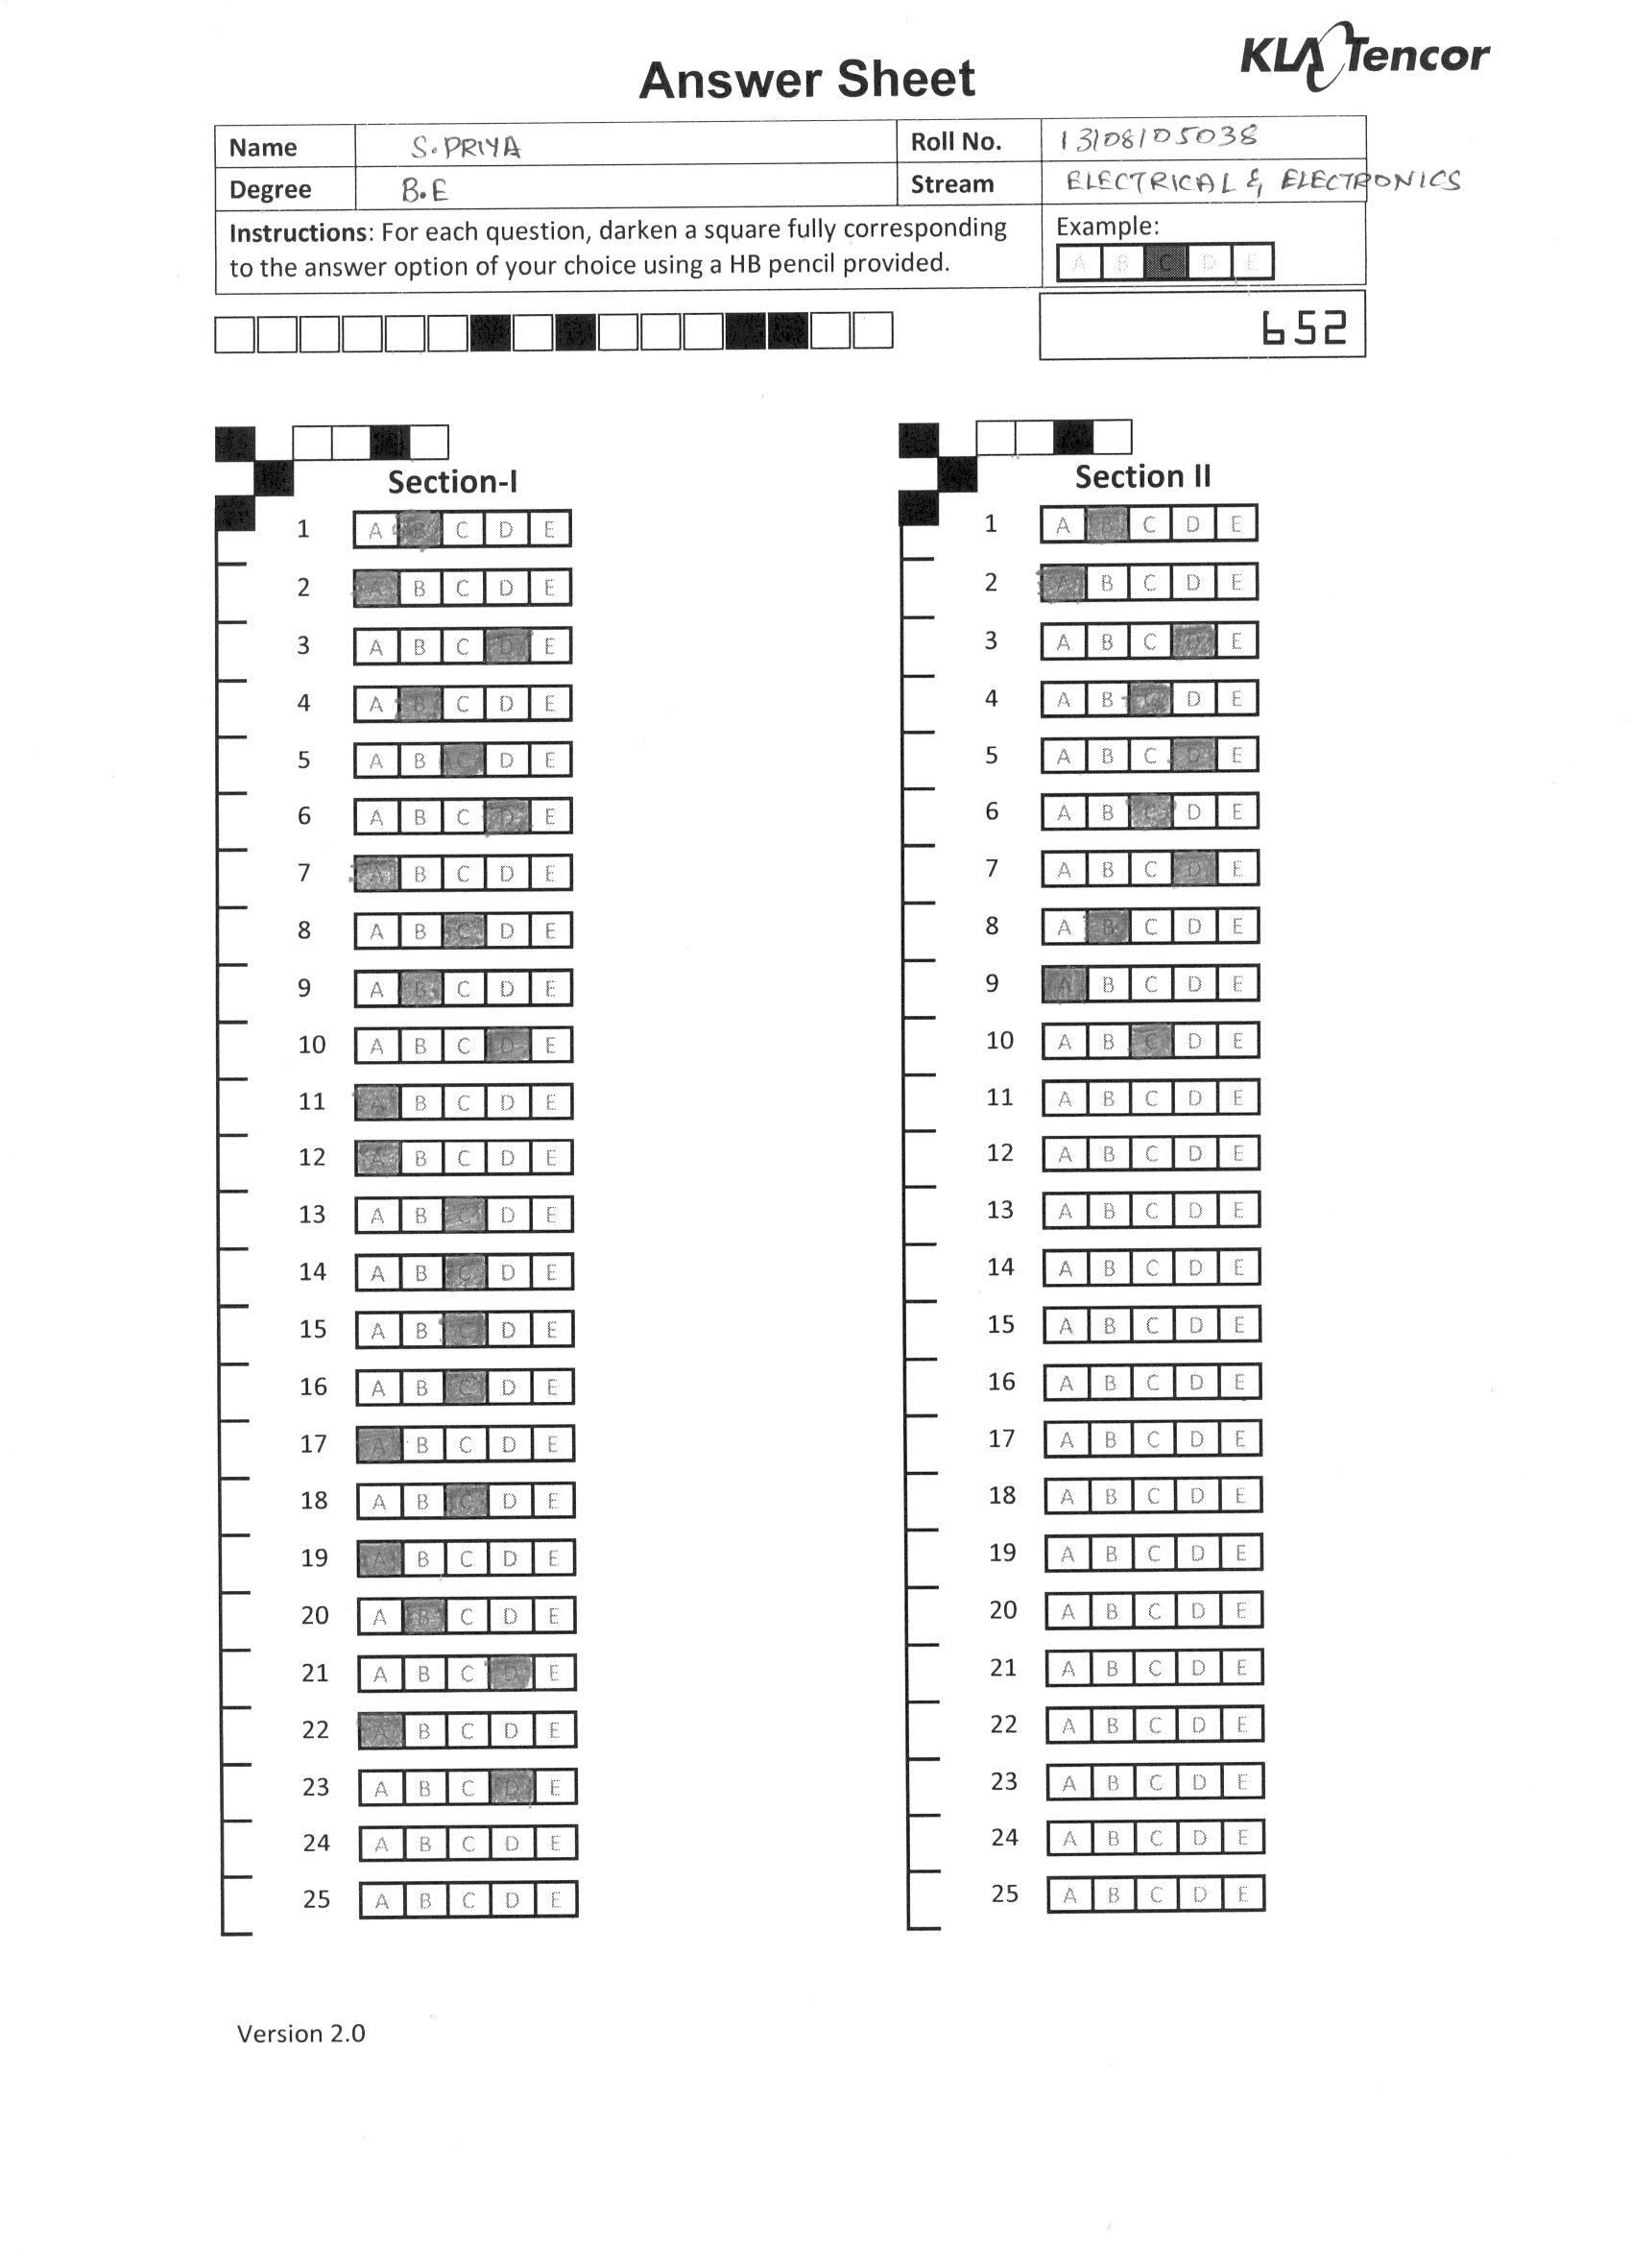 KLA Tencor
Answer Sheet
Name S. PRIYA Roll No. 13108105038
Degree B.E Stream ELECTRICAL & ELECTRONICS
Instructions: For each question, darken a square fully corresponding Example:
to the answer option of your choice using a HB pencil provided. A B C D E
652
Section-I Section II
1 A B C D E 1 A B C D E
2 A B C D E 2 A B C D E
3 A B C D E 3 A B C D E
4 A B C D E 4 A B C D E
5 A B C D E 5 A B C D E
6 A B C D E 6 A B C D E
7 A B C D E 7 A B C D E
8 A B C D E 8 A B C D E
9 A B C D E 9 A B C D E
10 A B C D E 10 A B C D E
11 A B C D E 11 A B C D E
12 A B C D E 12 A B C D E
13 A B C D E 13 A B C D E
14 A B C D E 14 A B C D E
15 A B C D E 15 A B C D E
16 A B C D E 16 A B C D E
17 A B C D E 17 A B C D E
18 A B C D E 18 A B C D E
19 A B C D E 19 A B C D E
20 A B C D E 20 A B C D E
21 A B C D E 21 A B C D E
22 A B C D E 22 A B C D E
23 A B C D E 23 A B C D E
24 A B C D E 24 A B C D E
25 A B C D E 25 A B C D E
Version 2.0